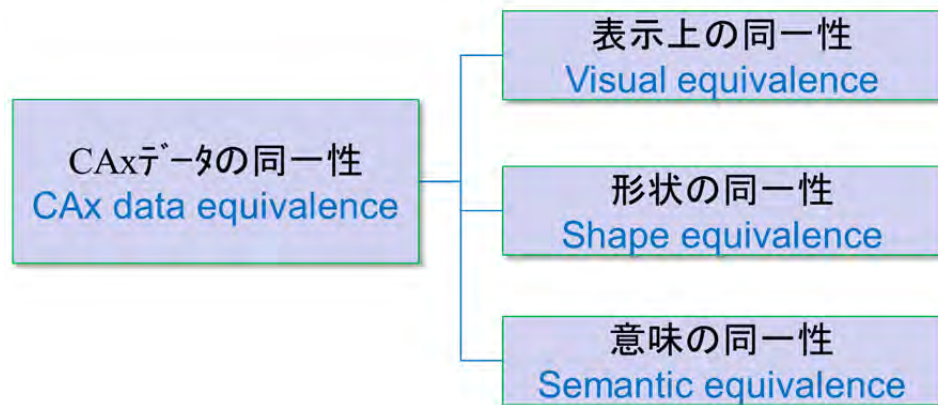 CAxﾃﾞｰﾀの同一性
CAx data equivalence
表示上の同一性
Visual equivalence
形状の同一性
Shape equivalence
意味の同一性
Semantic equivalence